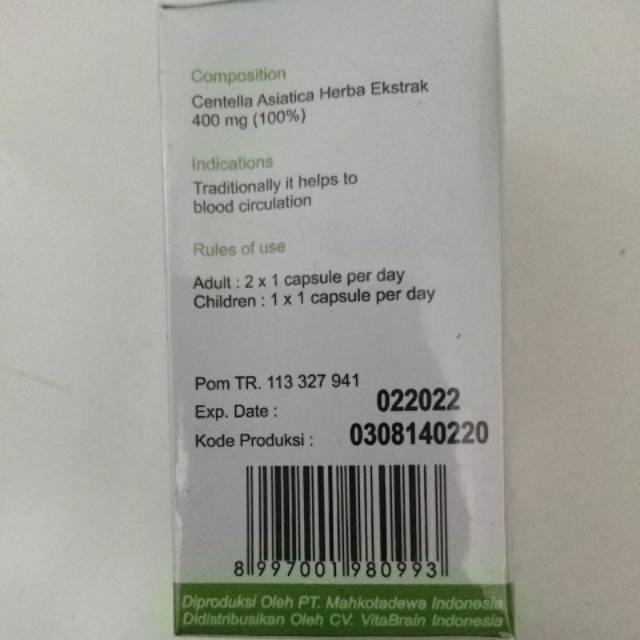 Composition
Centella Asiatica Herba Ekstrak
400 mg (100%)
Indications
Traditionally it helps to
blood circulation
Rules of use
Adult : 2 x 1 capsule per day
Children : 1 x 1 capsule per day
Pom TR. 113 327 941
Exp. Date : 022022
Kode Produksi : 0308140220
8 997001 980993
Diproduksi Oleh PT. Mahkotadewa Indonesia
Didistribusikan Oleh CV. VitaBrain Indonesia